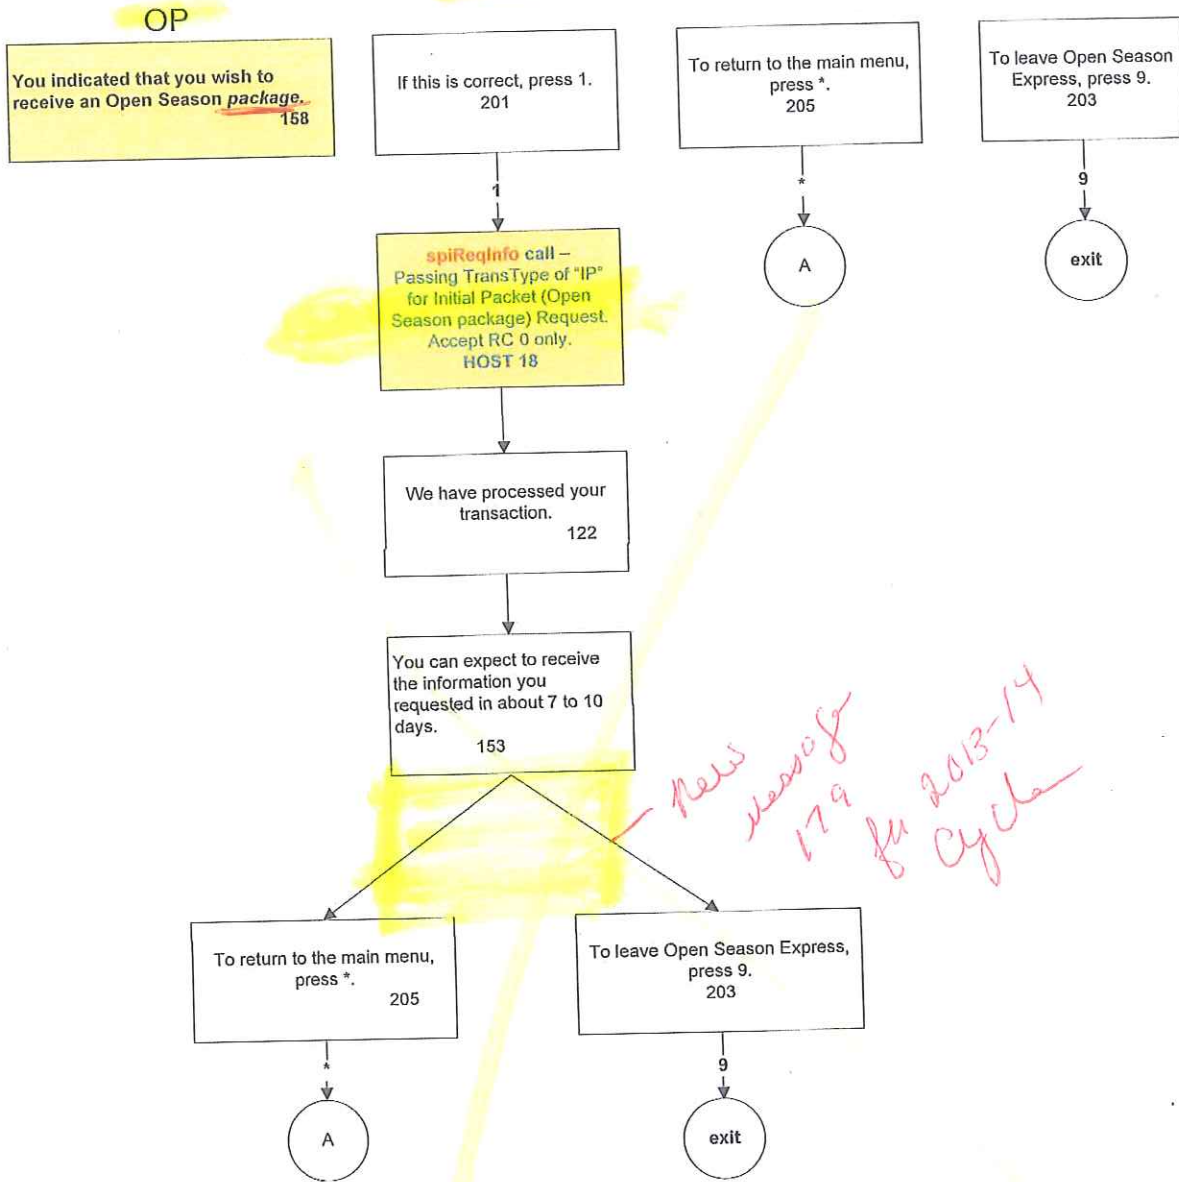 OP
You indicated that you wish to
receive an Open Season package.
158
If this is correct, press 1.
201
To return to the main menu,
press *.
205
To leave Open Season
Express, press 9.
203
1
*
9
spiReqInfo call –
Passing TransType of "IP"
for Initial Packet (Open
Season package) Request.
Accept RC 0 only.
HOST 18
A
exit
We have processed your
transaction.
122
You can expect to receive
the information you
requested in about 7 to 10
days.
153
New
message
179
for 2013-14
Cycle
To return to the main menu,
press *.
205
To leave Open Season Express,
press 9.
203
*
9
A
exit